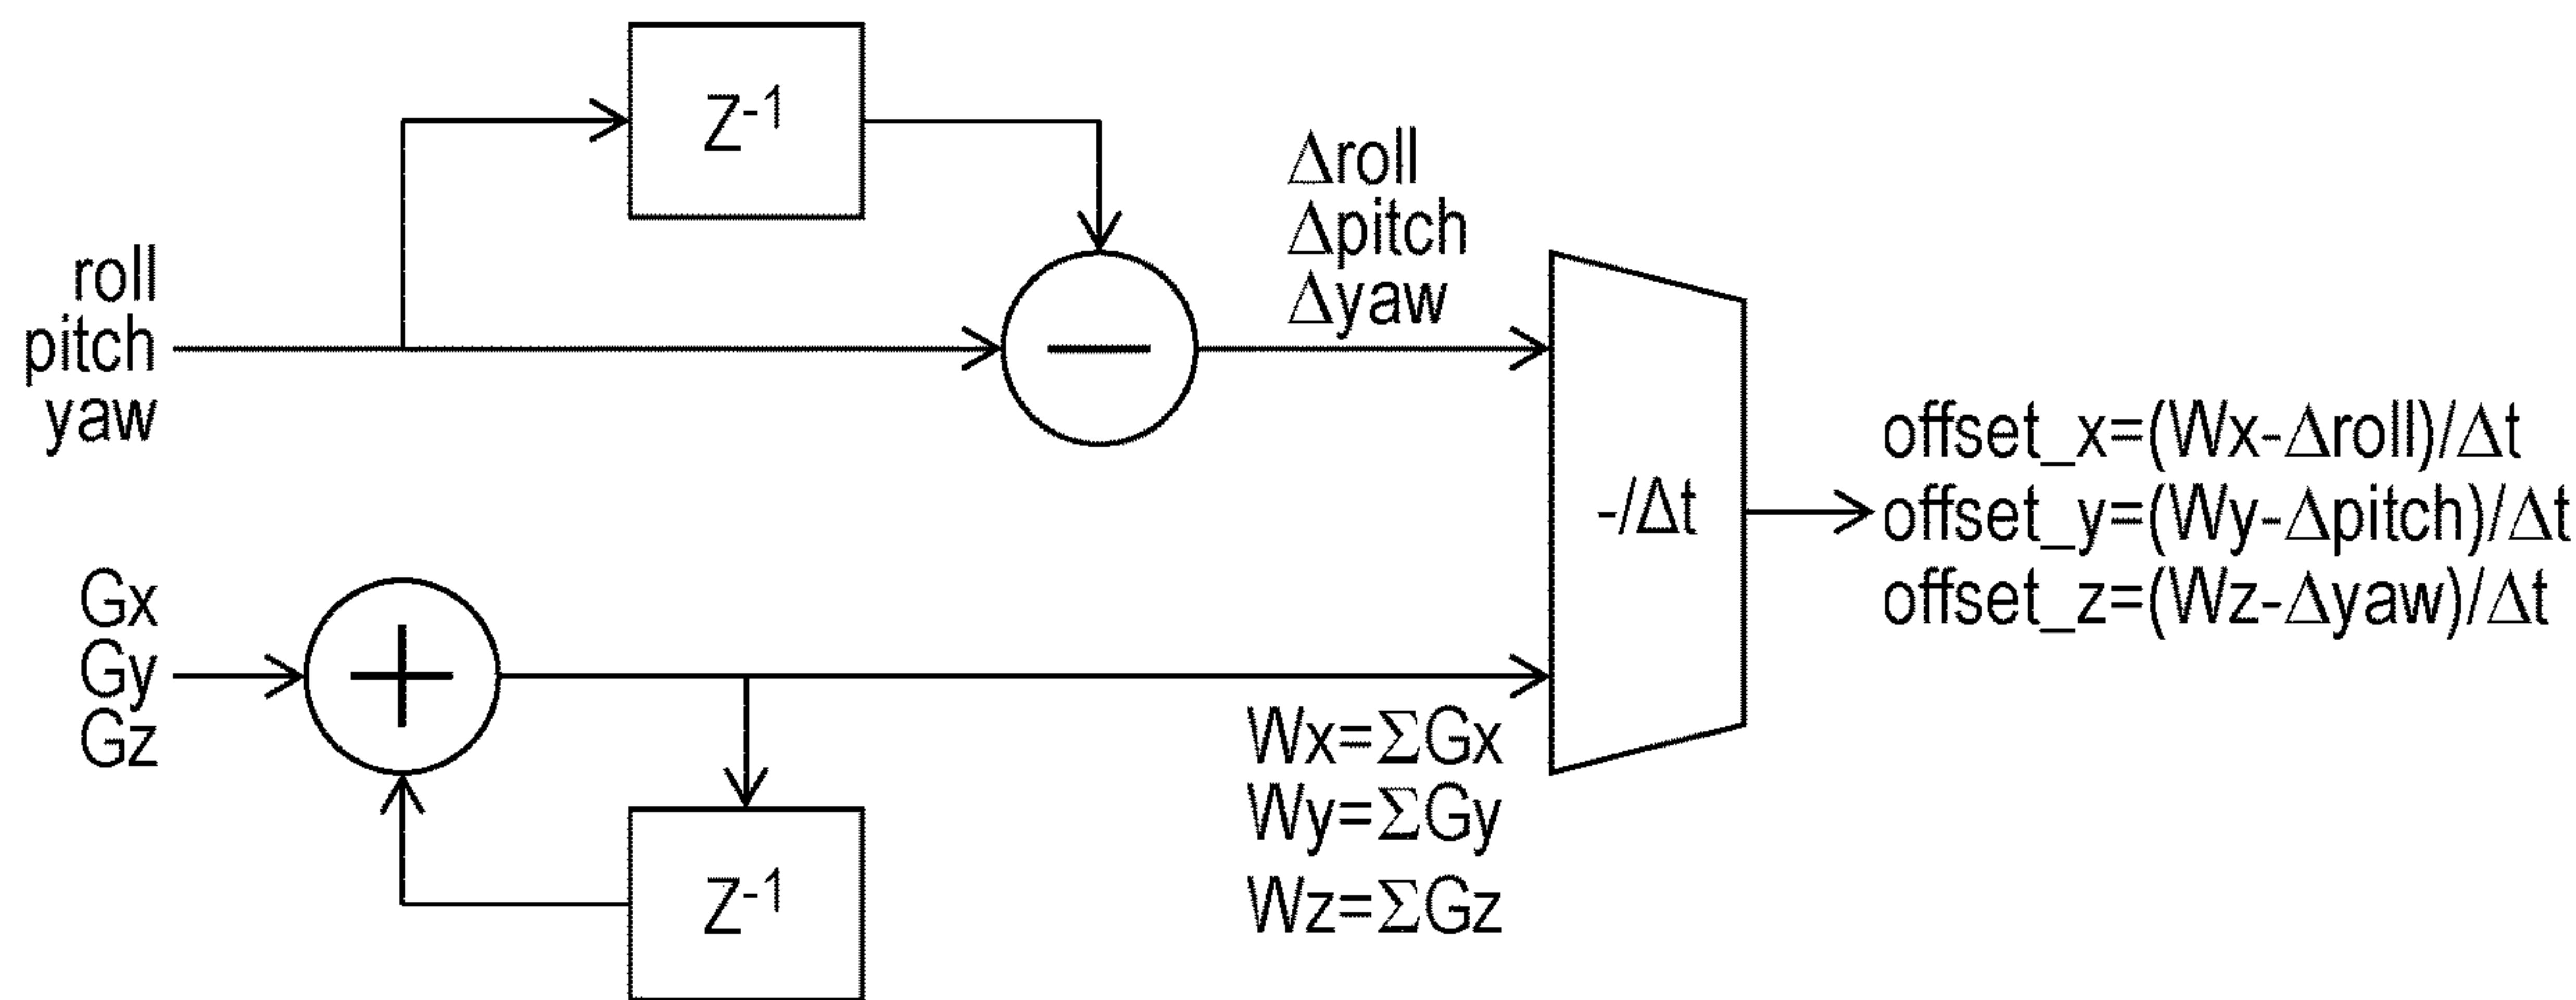 Z⁻¹
Δroll
Δpitch
Δyaw
roll
pitch
yaw
-/Δt
offset_x=(Wx-Δroll)/Δt
offset_y=(Wy-Δpitch)/Δt
offset_z=(Wz-Δyaw)/Δt
Gx
Gy
Gz
Wx=ΣGx
Wy=ΣGy
Wz=ΣGz
Z⁻¹